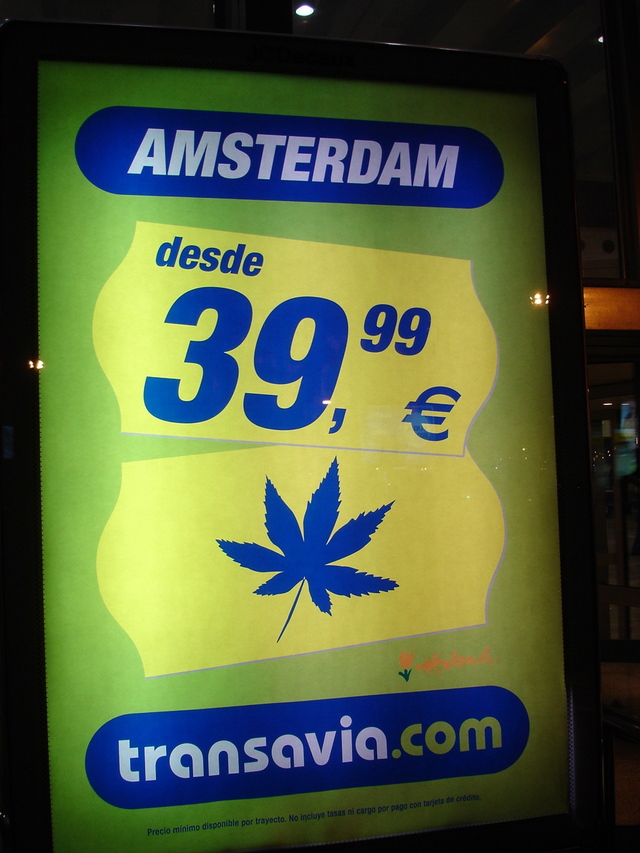 AMSTERDAM
desde
39,99 €
transavia.com
Precio mínimo disponible por trayecto. No incluye tasas ni cargo por pago con tarjeta de crédito.